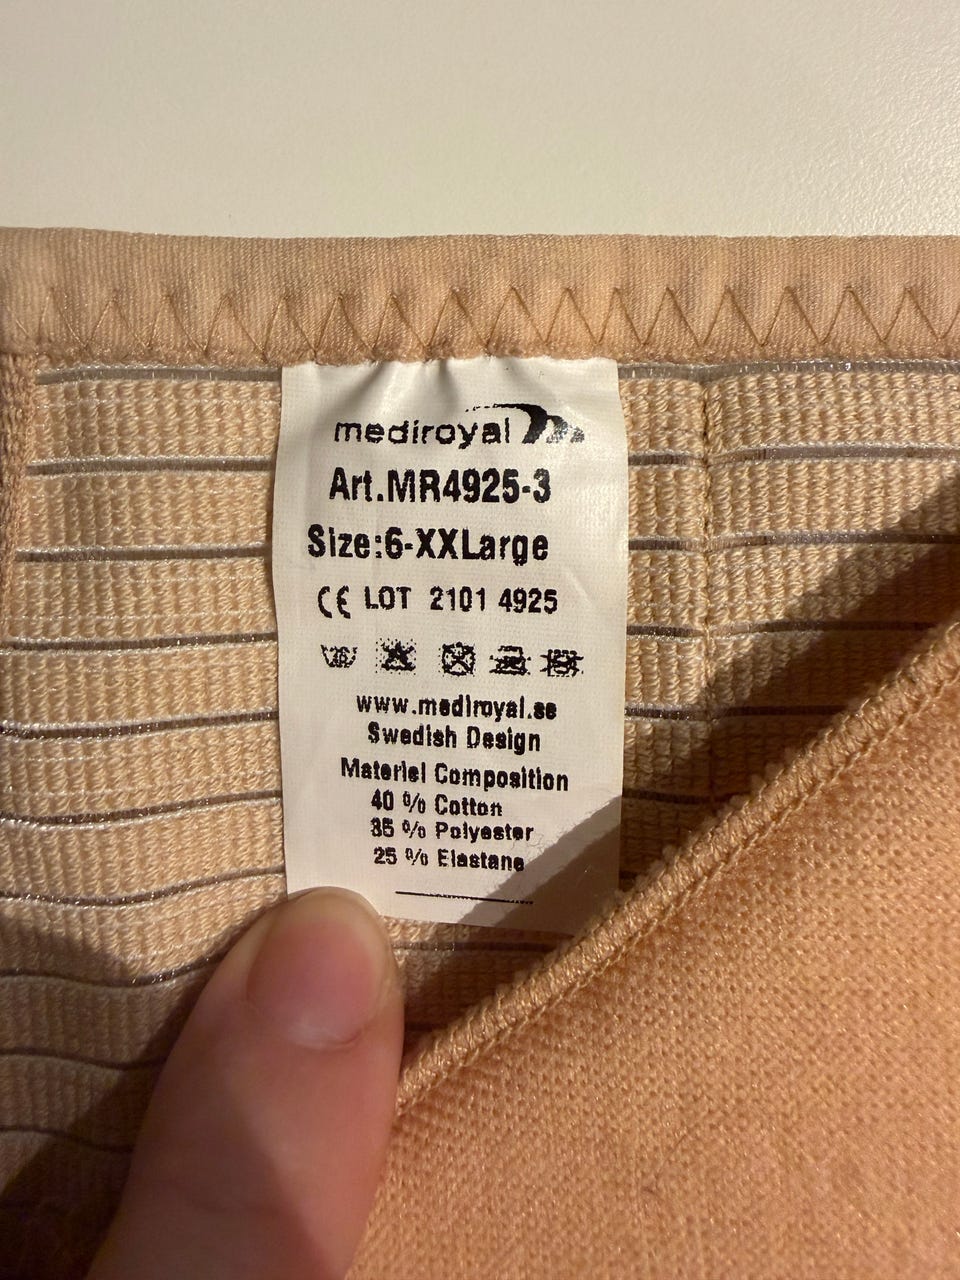 mediroyal
Art.MR4925-3
Size:6-XXLarge
CE LOT 2101 4925
www.mediroyal.se
Swedish Design
Materiel Composition
40 % Cotton
35 % Polyester
25 % Elastane